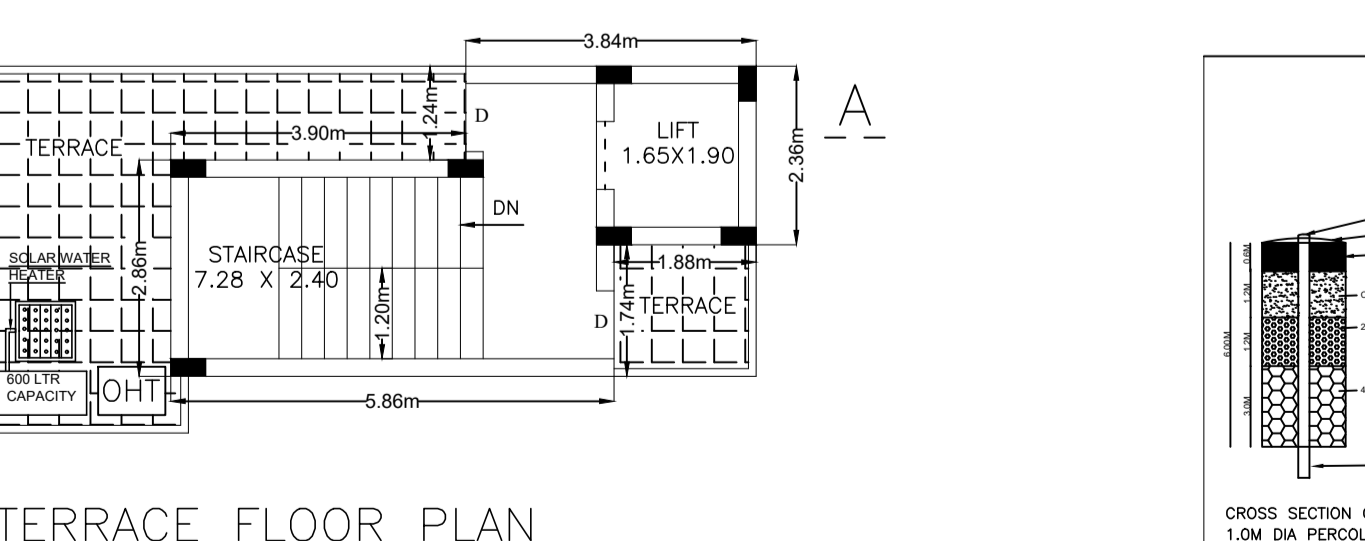 3.84m
A
1.24m
D
3.90m
LIFT
1.65X1.90
2.36m
TERRACE
DN
STAIRCASE
7.28 X 2.40
2.86m
SOLAR WATER
HEATER
1.20m
1.88m
TERRACE
1.74m
D
600 LTR
CAPACITY
OHT
5.86m
TERRACE FLOOR PLAN
0.6M
1.2M
1.2M
3.0M
6.00M
CROSS SECTION
1.0M DIA